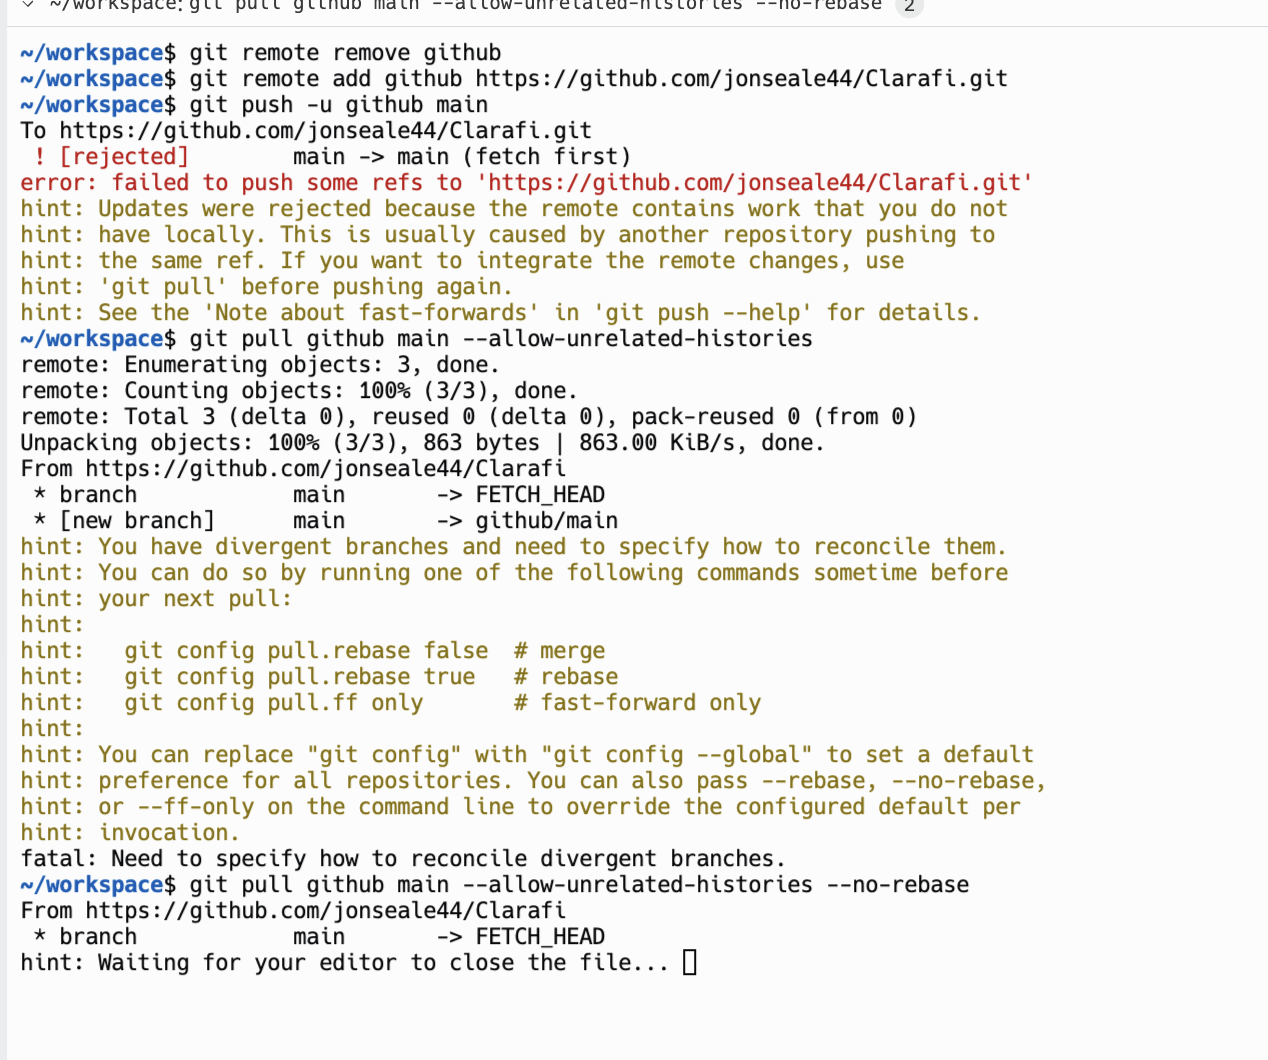 ~/workspace: git pull github main --allow-unrelated-histories --no-rebase 2
~/workspace$ git remote remove github
~/workspace$ git remote add github https://github.com/jonseale44/Clarafi.git
~/workspace$ git push -u github main
To https://github.com/jonseale44/Clarafi.git
 ! [rejected]        main -> main (fetch first)
error: failed to push some refs to 'https://github.com/jonseale44/Clarafi.git'
hint: Updates were rejected because the remote contains work that you do not
hint: have locally. This is usually caused by another repository pushing to
hint: the same ref. If you want to integrate the remote changes, use
hint: 'git pull' before pushing again.
hint: See the 'Note about fast-forwards' in 'git push --help' for details.
~/workspace$ git pull github main --allow-unrelated-histories
remote: Enumerating objects: 3, done.
remote: Counting objects: 100% (3/3), done.
remote: Total 3 (delta 0), reused 0 (delta 0), pack-reused 0 (from 0)
Unpacking objects: 100% (3/3), 863 bytes | 863.00 KiB/s, done.
From https://github.com/jonseale44/Clarafi
 * branch            main       -> FETCH_HEAD
 * [new branch]      main       -> github/main
hint: You have divergent branches and need to specify how to reconcile them.
hint: You can do so by running one of the following commands sometime before
hint: your next pull:
hint:
hint:   git config pull.rebase false  # merge
hint:   git config pull.rebase true   # rebase
hint:   git config pull.ff only       # fast-forward only
hint:
hint: You can replace "git config" with "git config --global" to set a default
hint: preference for all repositories. You can also pass --rebase, --no-rebase,
hint: or --ff-only on the command line to override the configured default per
hint: invocation.
fatal: Need to specify how to reconcile divergent branches.
~/workspace$ git pull github main --allow-unrelated-histories --no-rebase
From https://github.com/jonseale44/Clarafi
 * branch            main       -> FETCH_HEAD
hint: Waiting for your editor to close the file...